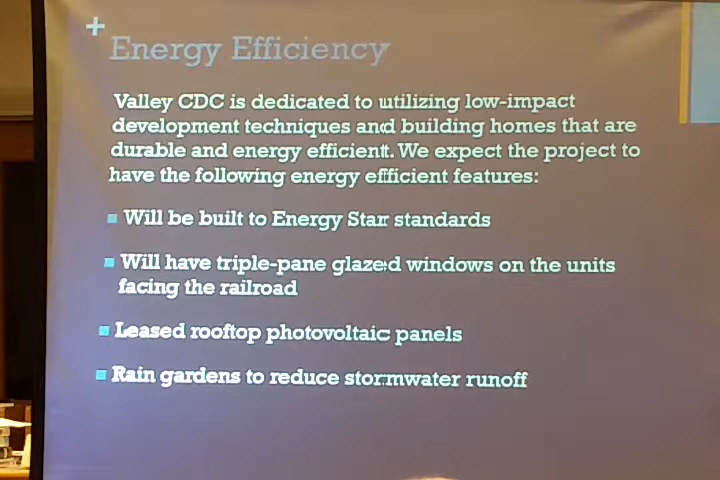 +
Energy Efficiency
Valley CDC is dedicated to utilizing low-impact
development techniques and building homes that are
durable and energy efficient. We expect the project to
have the following energy efficient features:
Will be built to Energy Star standards
Will have triple-pane glazed windows on the units
facing the railroad
Leased rooftop photovoltaic panels
Rain gardens to reduce stormwater runoff